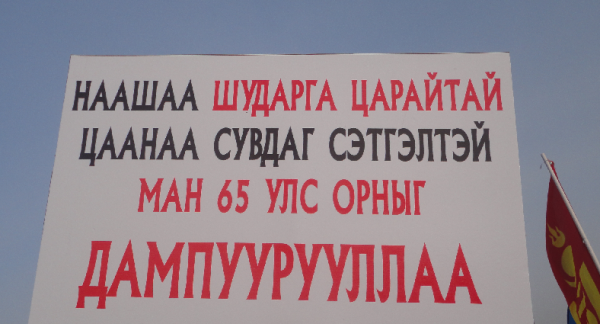 НААШАА ШУДАРГА ЦАРАЙТАЙ
ЦААНАА СУВДАГ СЭТГЭЛТЭЙ
МАН 65 УЛС ОРНЫГ
ДАМПУУРУУЛЛАА